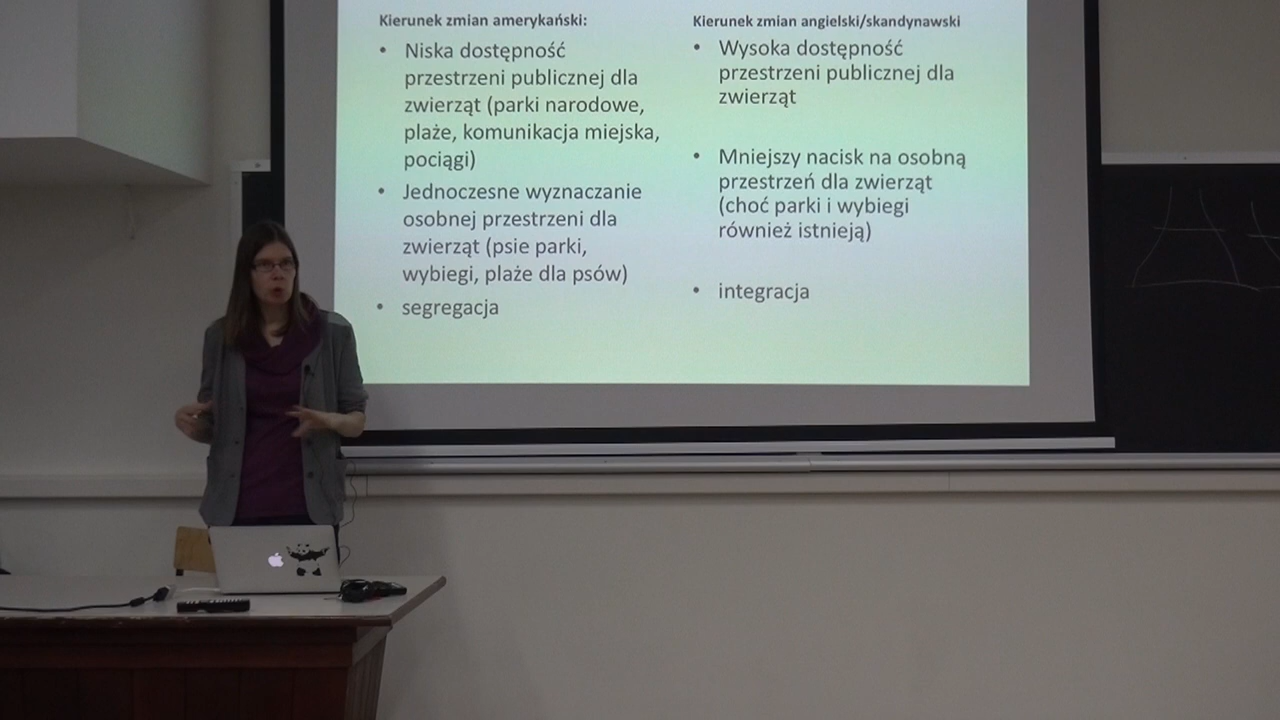 Kierunek zmian amerykański:
• Niska dostępność
przestrzeni publicznej dla
zwierząt (parki narodowe,
plaże, komunikacja miejska,
pociągi)
• Jednoczesne wyznaczanie
osobnej przestrzeni dla
zwierząt (psie parki,
wybiegi, plaże dla psów)
• segregacja
Kierunek zmian angielski/skandynawski
• Wysoka dostępność
przestrzeni publicznej dla
zwierząt
• Mniejszy nacisk na osobną
przestrzeń dla zwierząt
(choć parki i wybiegi
również istnieją)
• integracja